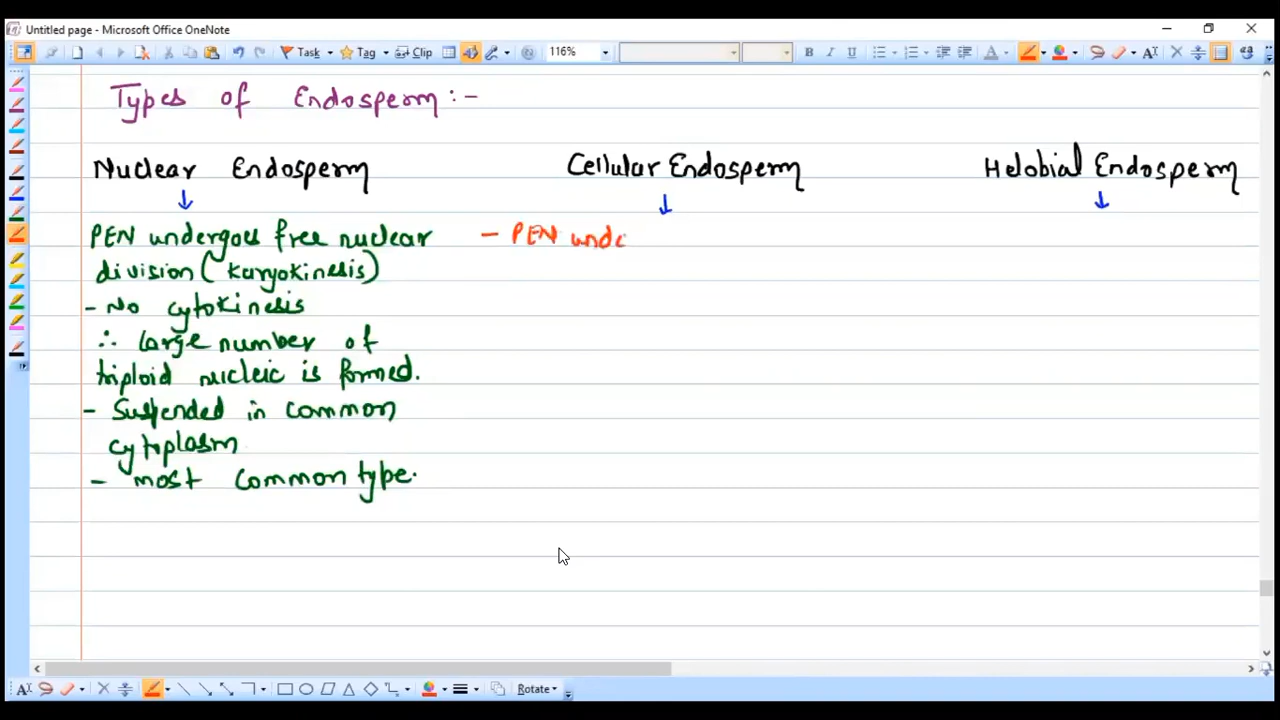 Untitled page - Microsoft Office OneNote
Task Tag Clip 116% B I U A
Types of Endosperm :-
Nuclear Endosperm Cellular Endosperm Helobial Endosperm
PEN undergoes free nuclear
division (karyokinesis)
- No cytokinesis
∴ large number of
triploid nucleic is formed.
- Suspended in common
cytoplasm
- most common type.
- PEN unde
Rotate